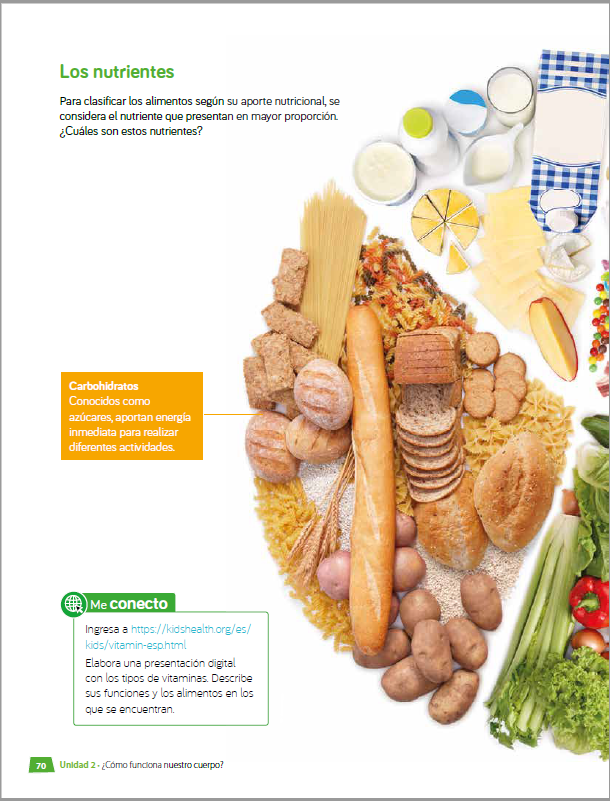 Los nutrientes
Para clasificar los alimentos según su aporte nutricional, se
considera el nutriente que presentan en mayor proporción.
¿Cuáles son estos nutrientes?
Carbohidratos
Conocidos como
azúcares, aportan energía
inmediata para realizar
diferentes actividades.
Me conecto
Ingresa a https://kidshealth.org/es/
kids/vitamin-esp.html
Elabora una presentación digital
con los tipos de vitaminas. Describe
sus funciones y los alimentos en los
que se encuentran.
70 Unidad 2 - ¿Cómo funciona nuestro cuerpo?